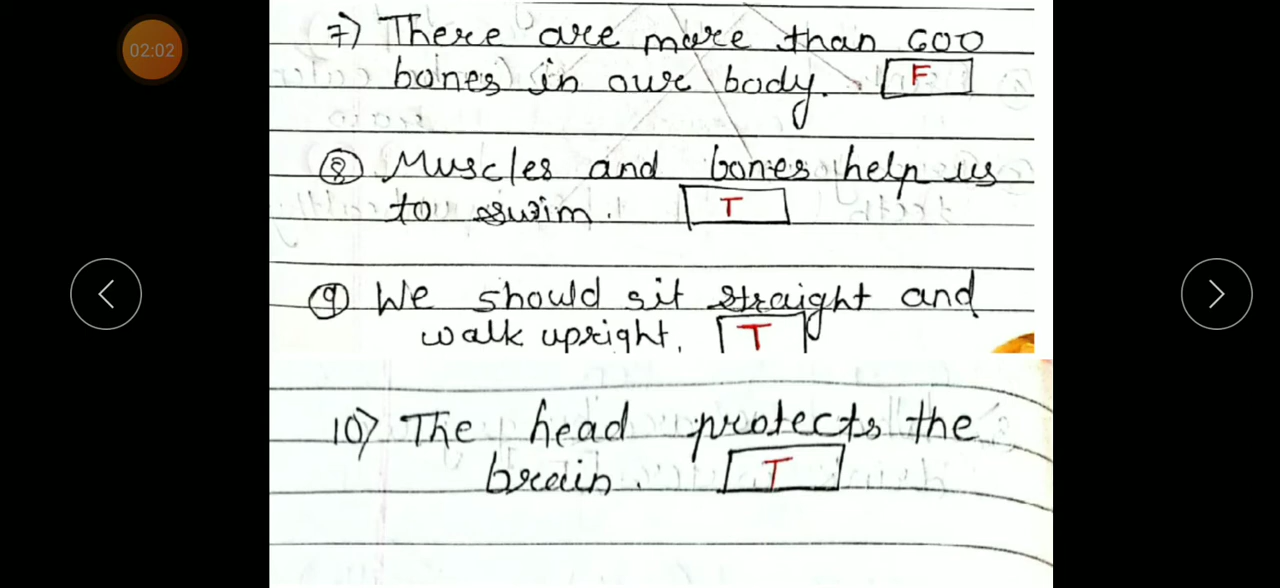 02:02
7) There are more than 600
bones in our body. F
⑧ Muscles and bones help us
to swim. T
⑨ We should sit straight and
walk upright. T
10) The head protects the
brain. T